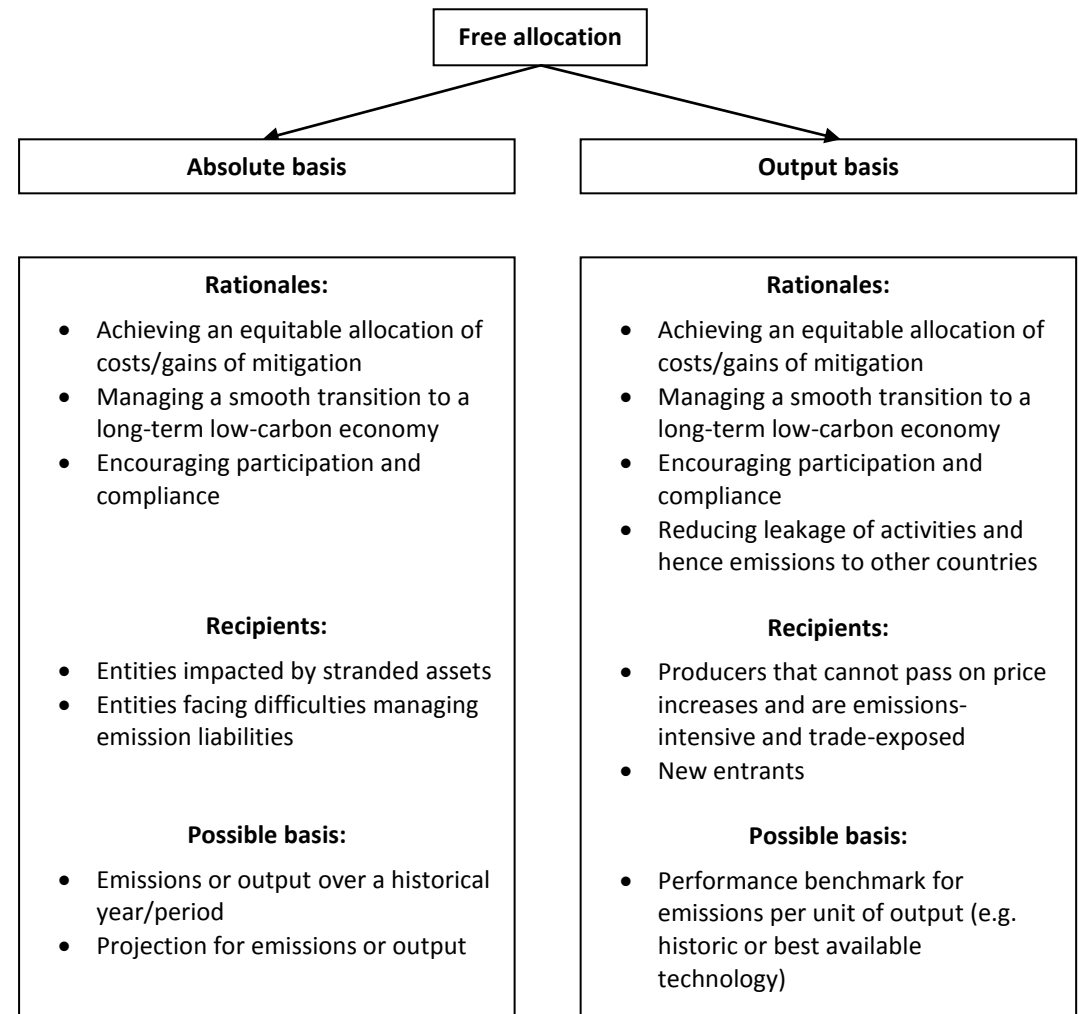 Free allocation
Absolute basis
Output basis
Rationales:
• Achieving an equitable allocation of
costs/gains of mitigation
• Managing a smooth transition to a
long-term low-carbon economy
• Encouraging participation and
compliance
Recipients:
• Entities impacted by stranded assets
• Entities facing difficulties managing
emission liabilities
Possible basis:
• Emissions or output over a historical
year/period
• Projection for emissions or output
Rationales:
• Achieving an equitable allocation of
costs/gains of mitigation
• Managing a smooth transition to a
long-term low-carbon economy
• Encouraging participation and
compliance
• Reducing leakage of activities and
hence emissions to other countries
Recipients:
• Producers that cannot pass on price
increases and are emissions-
intensive and trade-exposed
• New entrants
Possible basis:
• Performance benchmark for
emissions per unit of output (e.g.
historic or best available
technology)